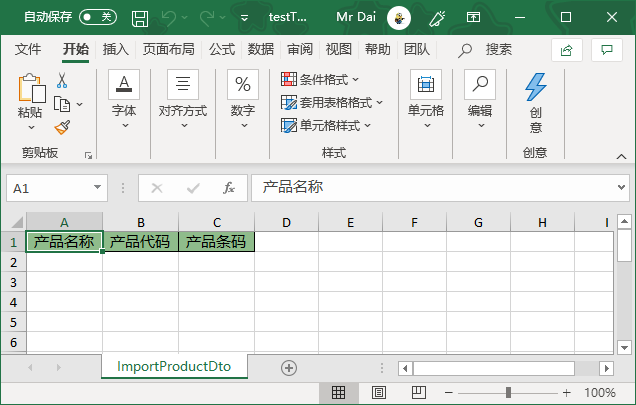 自动保存 关 testT... Mr Dai
文件 开始 插入 页面布局 公式 数据 审阅 视图 帮助 团队 搜索
粘贴 字体 对齐方式 数字 条件格式 套用表格格式 单元格样式 单元格 编辑 创意
剪贴板 样式 创意
A1 fx 产品名称
A B C D E F G H I
1 产品名称 产品代码 产品条码
2
3
4
5
6
ImportProductDto
100%